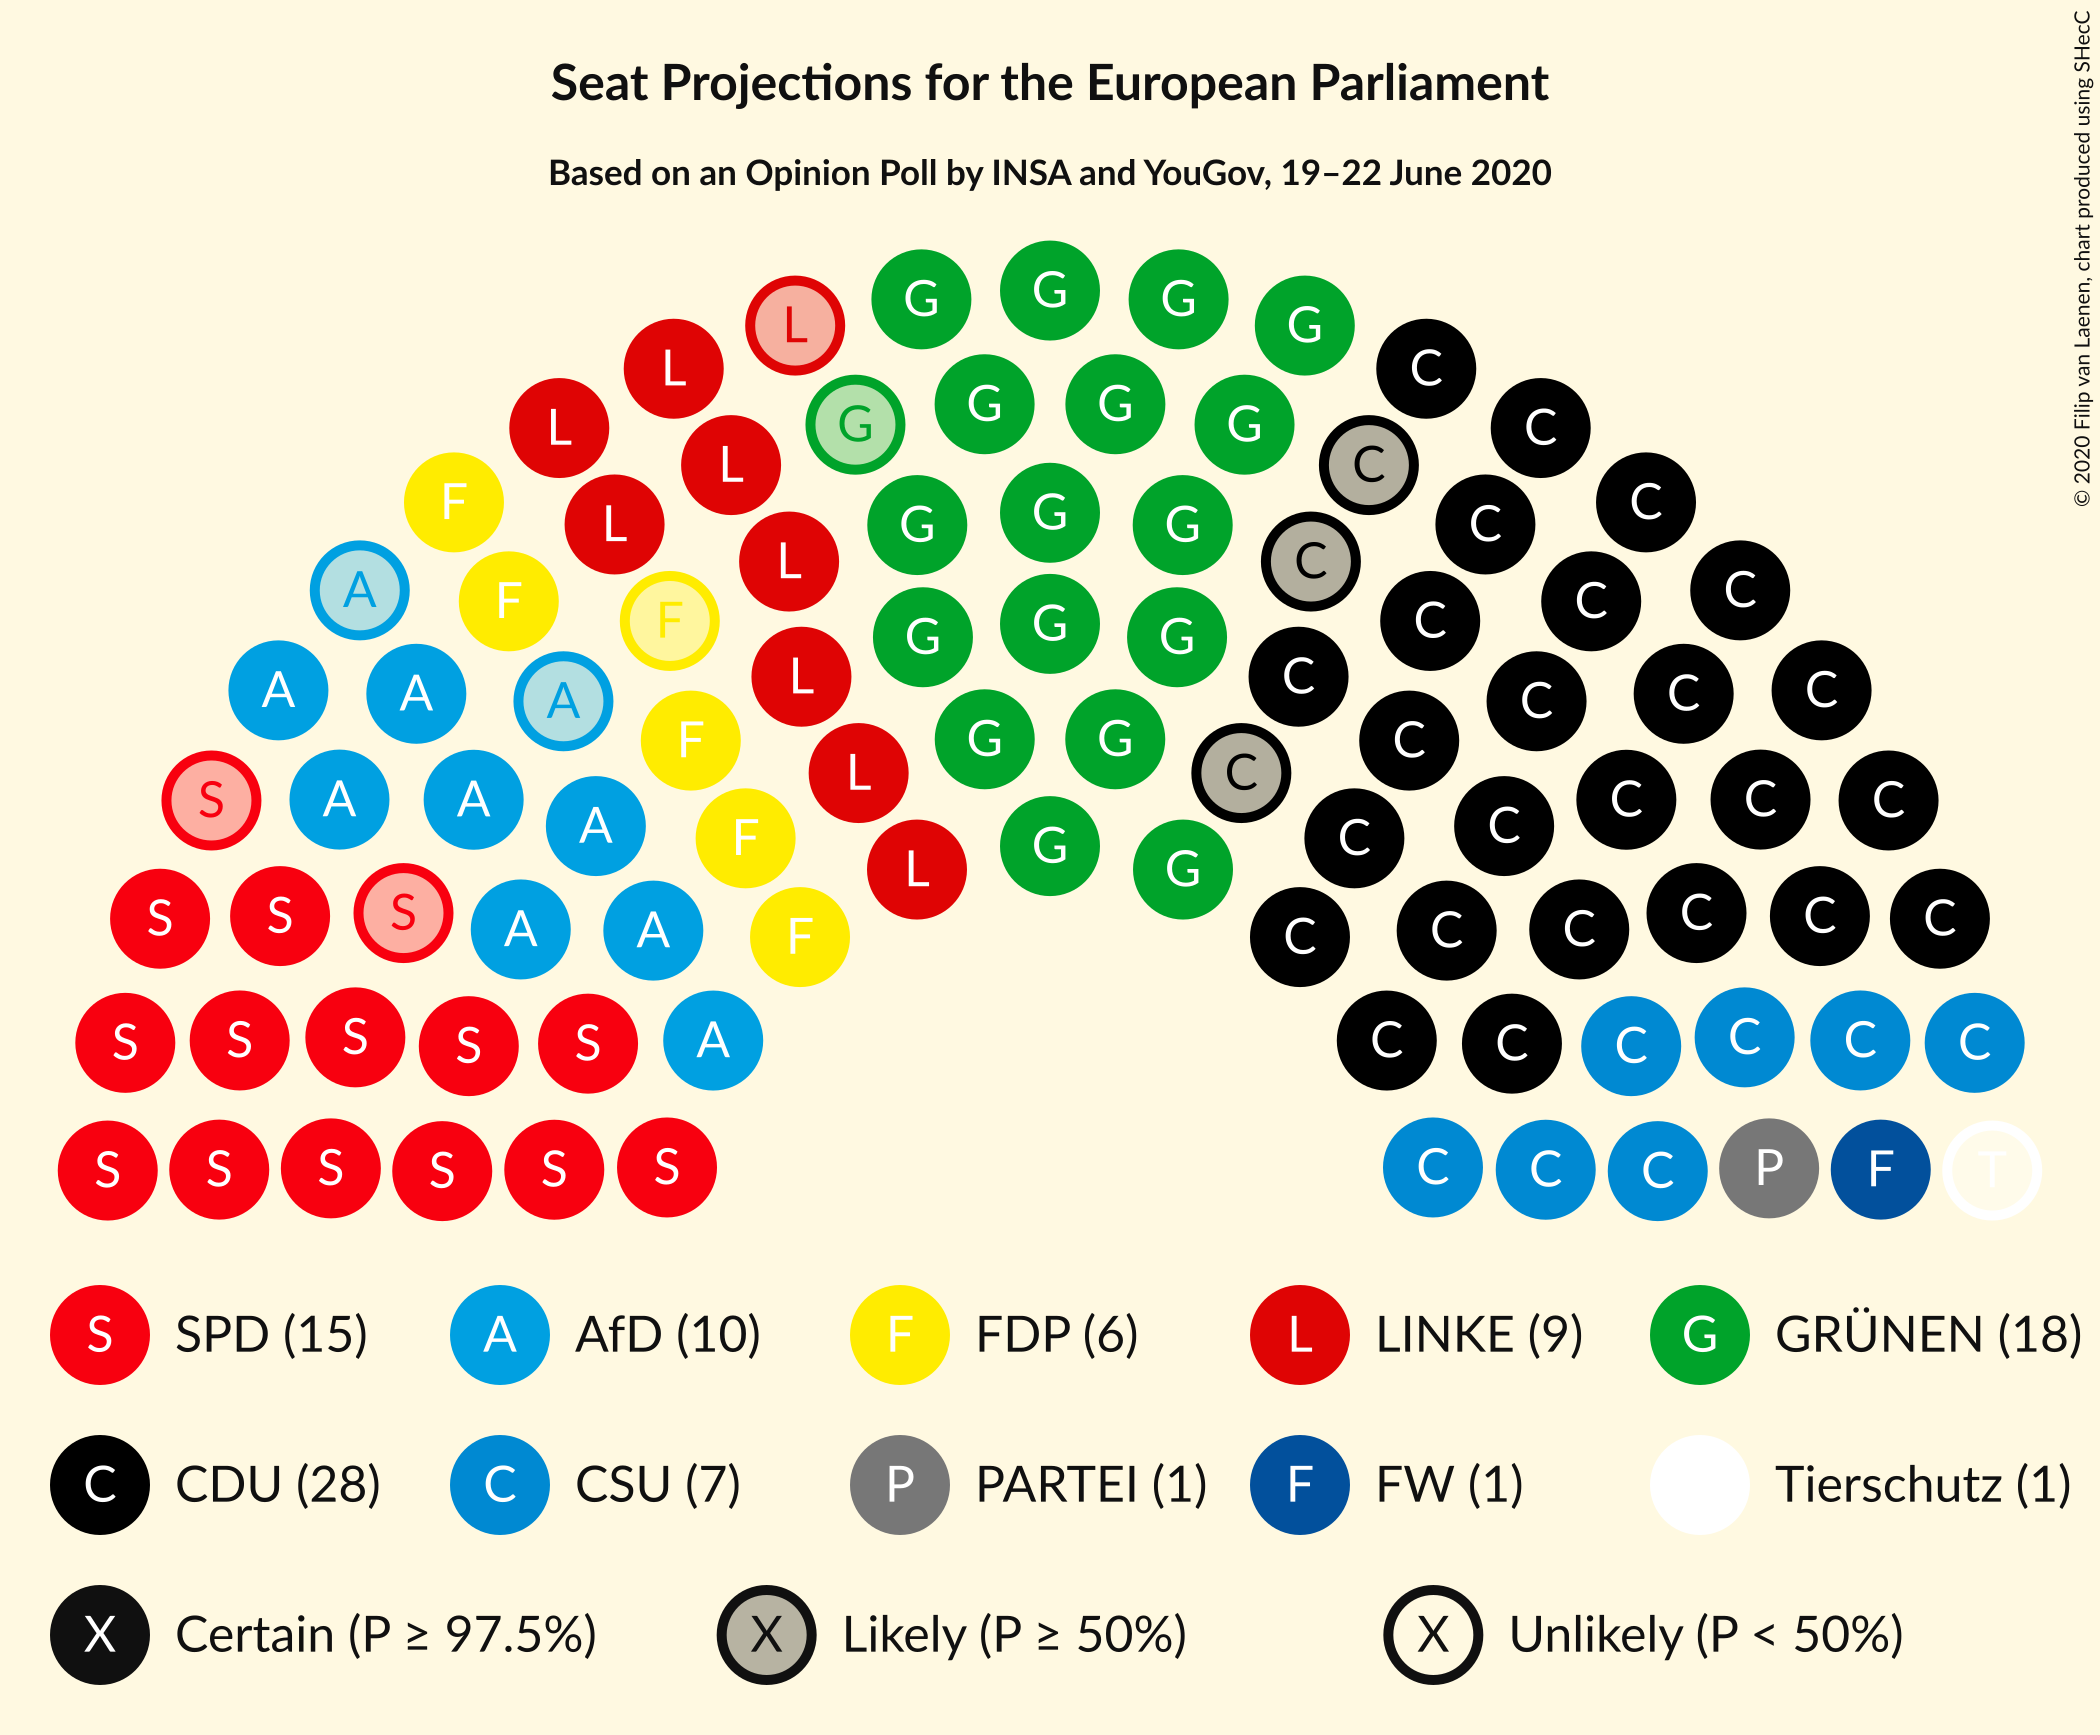 Seat Projections for the European Parliament
Based on an Opinion Poll by INSA and YouGov, 19–22 June 2020
© 2020 Filip van Laenen, chart produced using SHecC
G G G G
L G G G G C
L L G G G C C
L L L G G G C C C
F L L G G C C C C
A F F L G G C C C C
A A A F L C C C C
S A A A F C C C C C
S S S A A F L C C C C C C
S S S S S A C C C C C C
S S S S S S C C C P F T
S SPD (15) A AfD (10) F FDP (6) L LINKE (9) G GRÜNEN (18)
C CDU (28) C CSU (7) P PARTEI (1) F FW (1) Tierschutz (1)
X Certain (P ≥ 97.5%) X Likely (P ≥ 50%) X Unlikely (P < 50%)